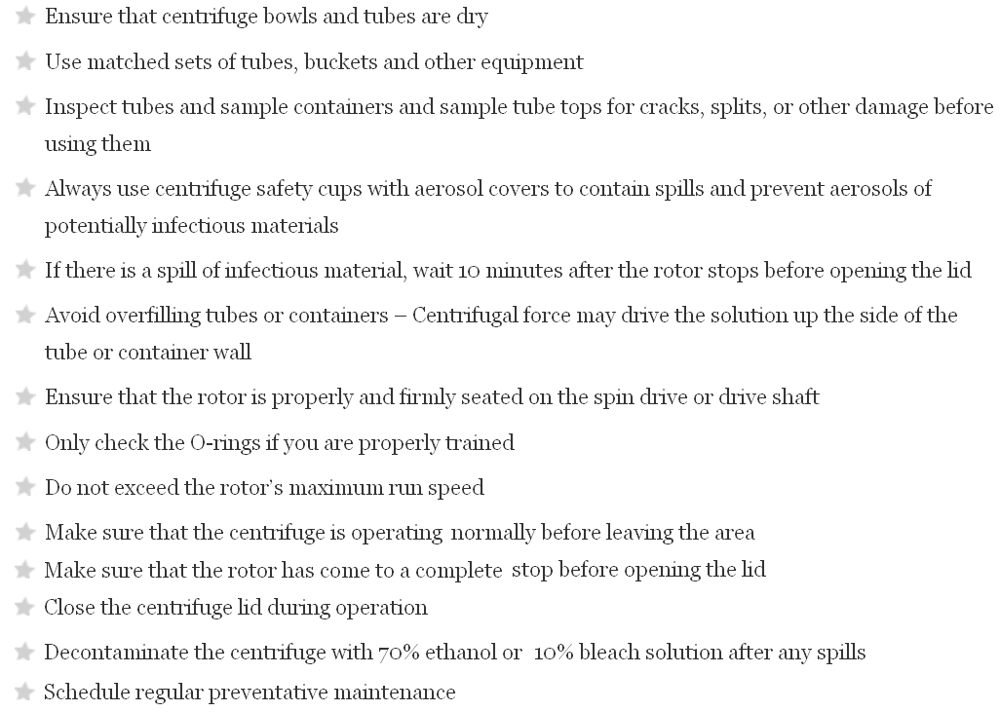 Ensure that centrifuge bowls and tubes are dry
Use matched sets of tubes, buckets and other equipment
Inspect tubes and sample containers and sample tube tops for cracks, splits, or other damage before
using them
Always use centrifuge safety cups with aerosol covers to contain spills and prevent aerosols of
potentially infectious materials
If there is a spill of infectious material, wait 10 minutes after the rotor stops before opening the lid
Avoid overfilling tubes or containers – Centrifugal force may drive the solution up the side of the
tube or container wall
Ensure that the rotor is properly and firmly seated on the spin drive or drive shaft
Only check the O-rings if you are properly trained
Do not exceed the rotor's maximum run speed
Make sure that the centrifuge is operating normally before leaving the area
Make sure that the rotor has come to a complete stop before opening the lid
Close the centrifuge lid during operation
Decontaminate the centrifuge with 70% ethanol or 10% bleach solution after any spills
Schedule regular preventative maintenance